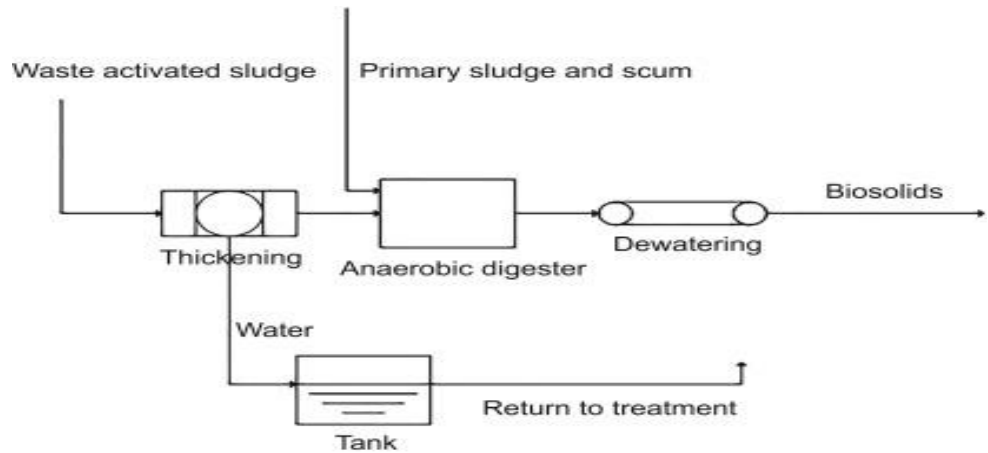 Waste activated sludge
Primary sludge and scum
Biosolids
Thickening
Anaerobic digester
Dewatering
Water
Return to treatment
Tank